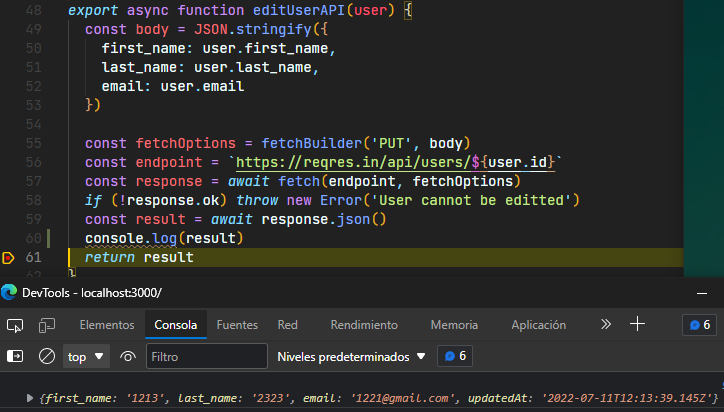 48 export async function editUserAPI(user) {
49 const body = JSON.stringify({
50 first_name: user.first_name,
51 last_name: user.last_name,
52 email: user.email
53 })
54
55 const fetchOptions = fetchBuilder('PUT', body)
56 const endpoint = `https://reqres.in/api/users/${user.id}`
57 const response = await fetch(endpoint, fetchOptions)
58 if (!response.ok) throw new Error('User cannot be editted')
59 const result = await response.json()
60 console.log(result)
61 return result
62 }
DevTools - localhost:3000/
Elementos Consola Fuentes Red Rendimiento Memoria Aplicación 6
top Filtro Niveles predeterminados 6
{first_name: '1213', last_name: '2323', email: '1221@gmail.com', updatedAt: '2022-07-11T12:13:39.145Z'}